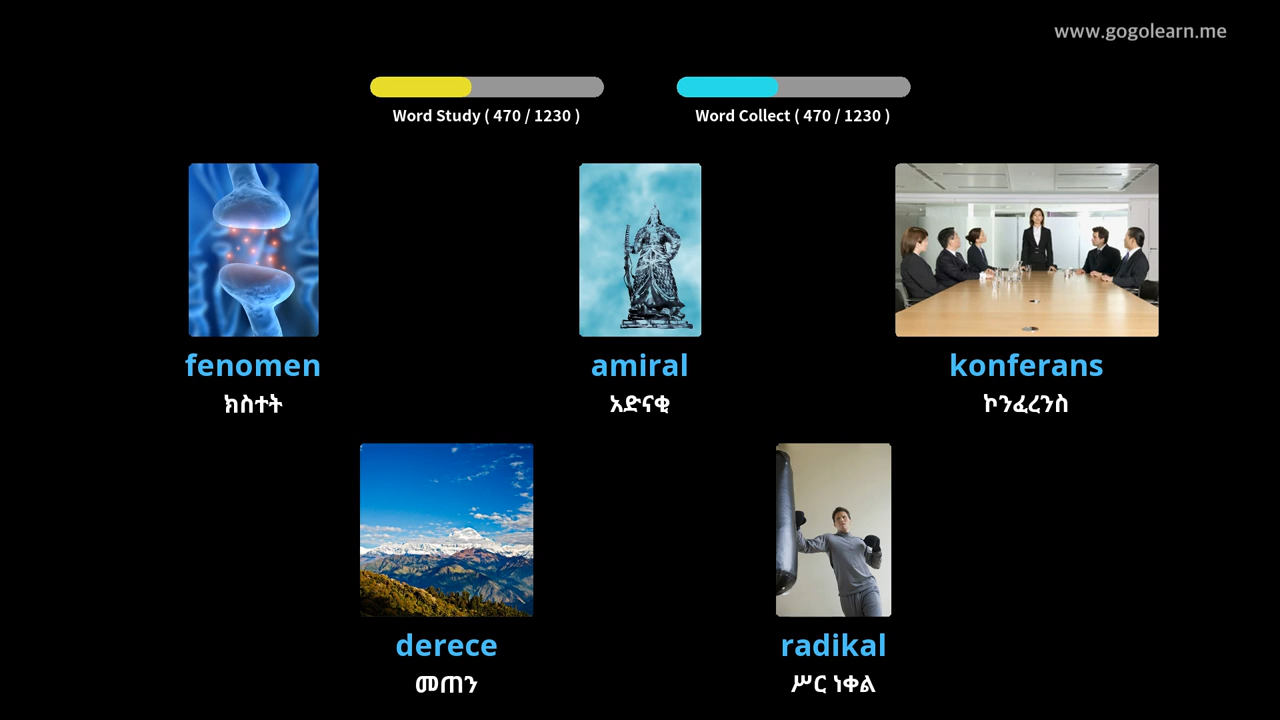 www.gogolearn.me
Word Study ( 470 / 1230 )
Word Collect ( 470 / 1230 )
fenomen
ክስተት
amiral
አድናቂ
konferans
ኮንፈረንስ
derece
መጠን
radikal
ሥር ነቀል